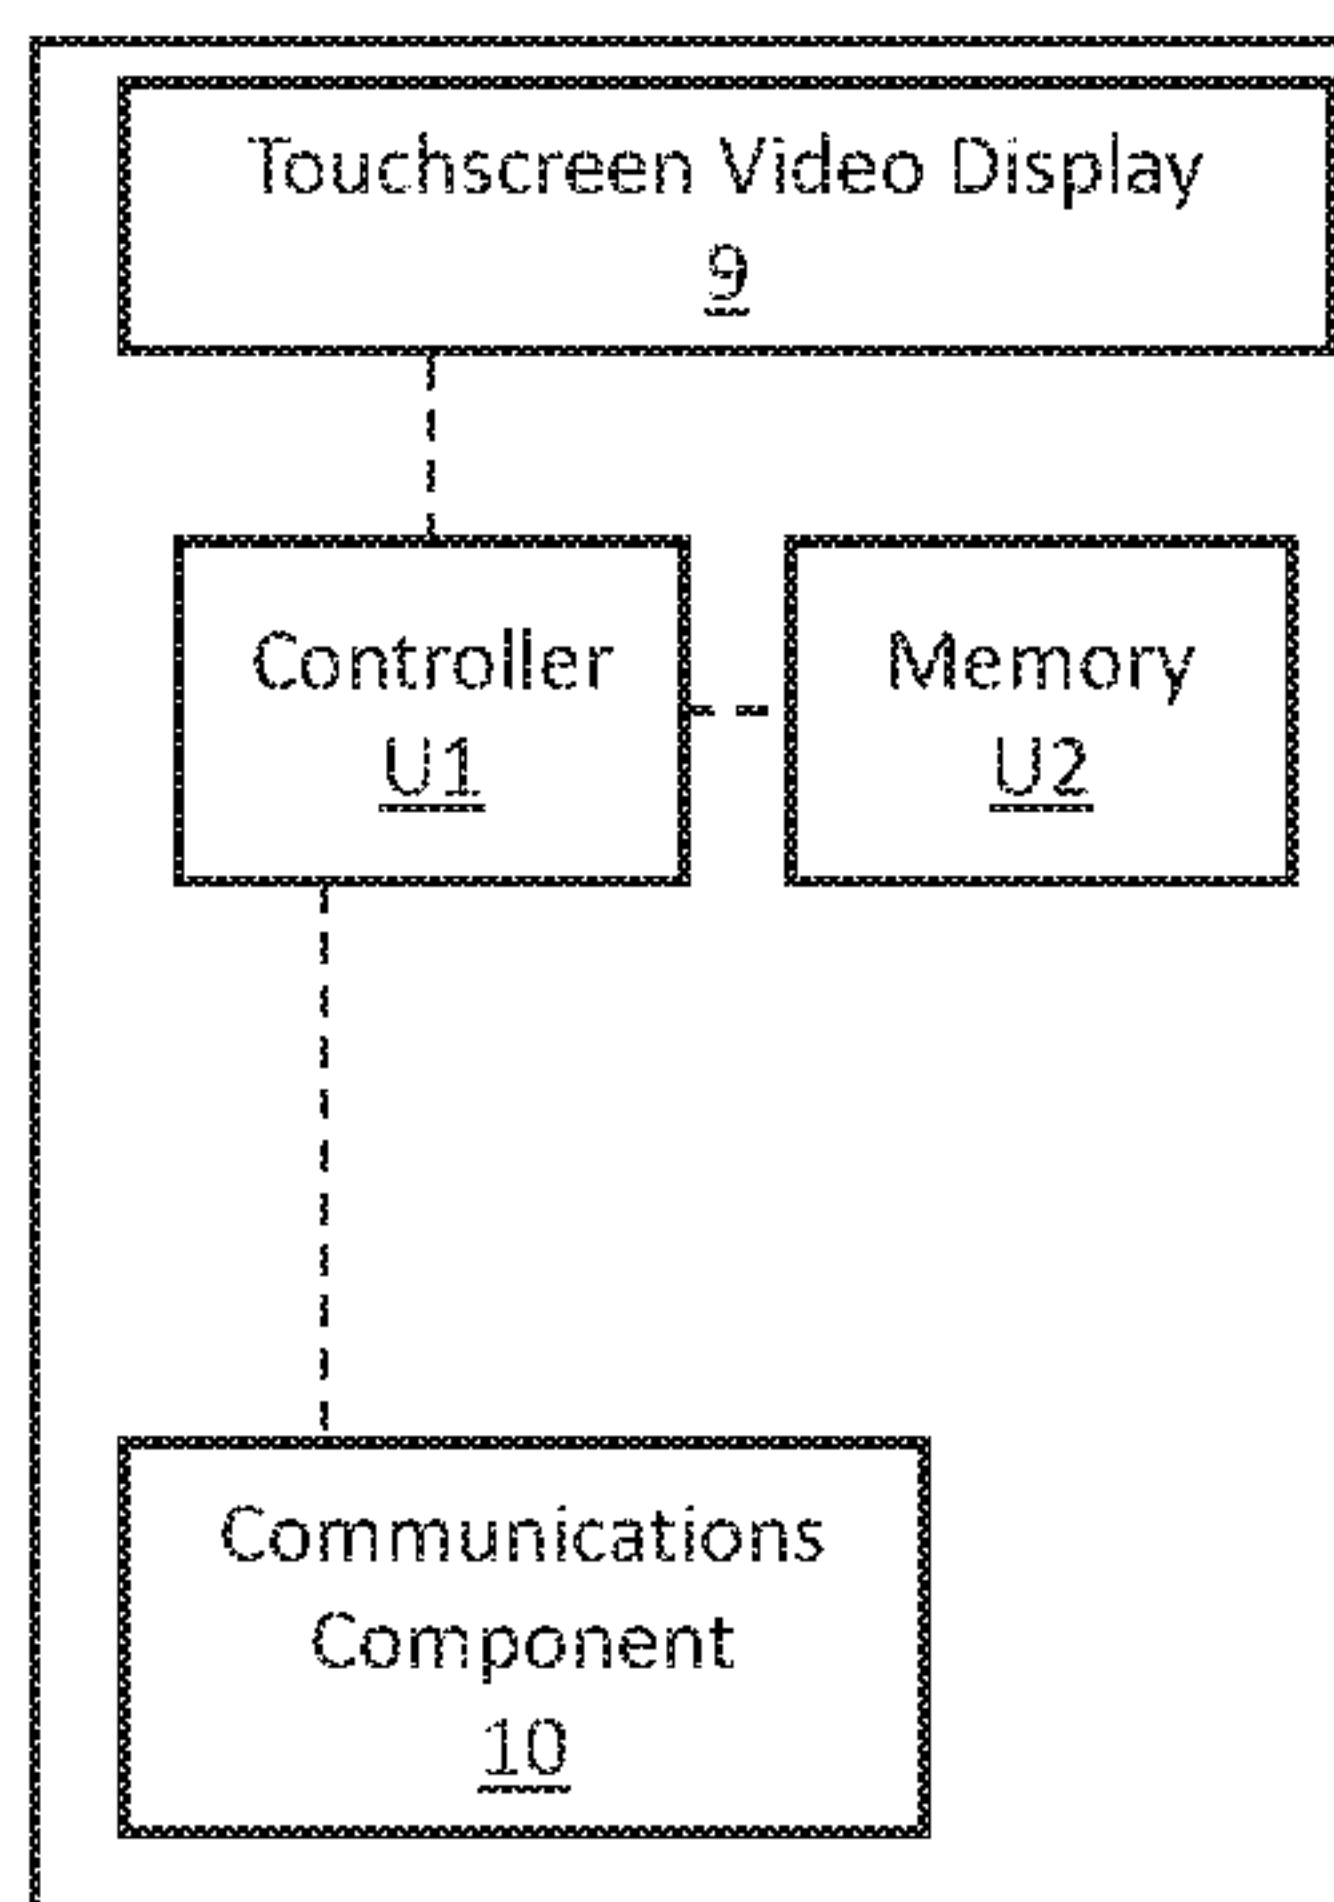 Touchscreen Video Display
9
Controller
U1
Memory
U2
Communications
Component
10